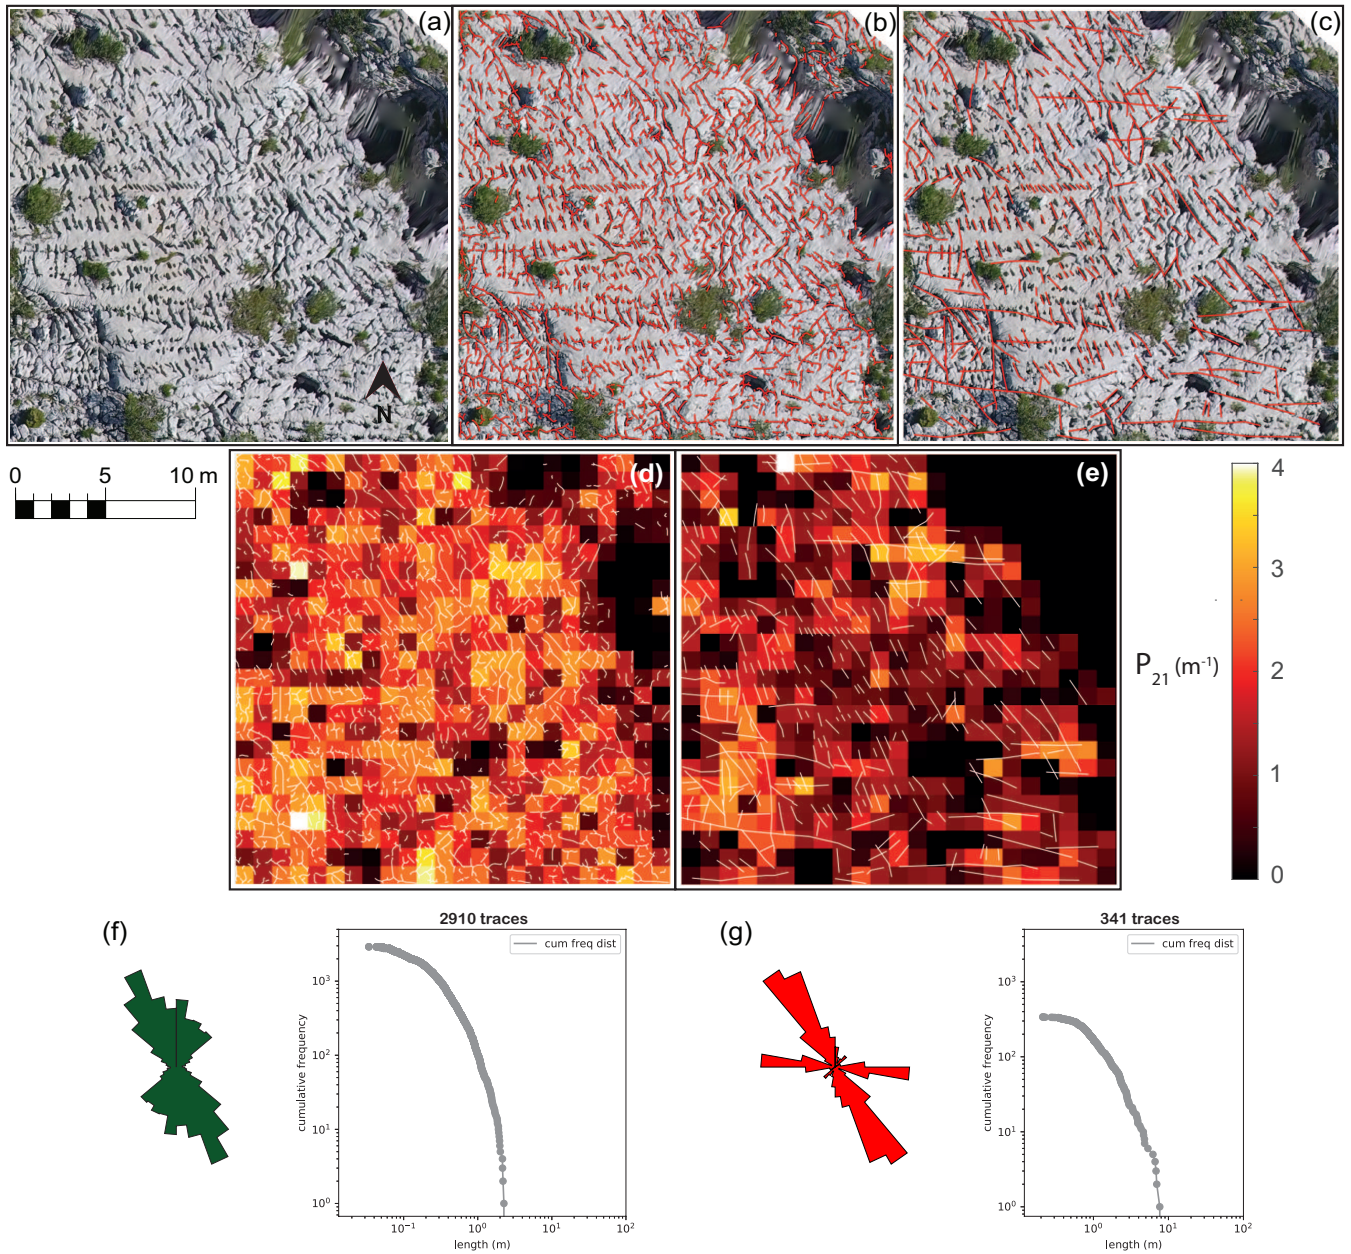 (a)
(b)
(c)
N
0 5 10 m
(d)
(e)
4
3
2
1
0
P21 (m-1)
(f)
2910 traces
cum freq dist
cumulative frequency
10³
10²
10¹
10⁰
10⁻¹ 10⁰ 10¹ 10²
length (m)
(g)
341 traces
cum freq dist
cumulative frequency
10³
10²
10¹
10⁰
10⁰ 10¹ 10²
length (m)